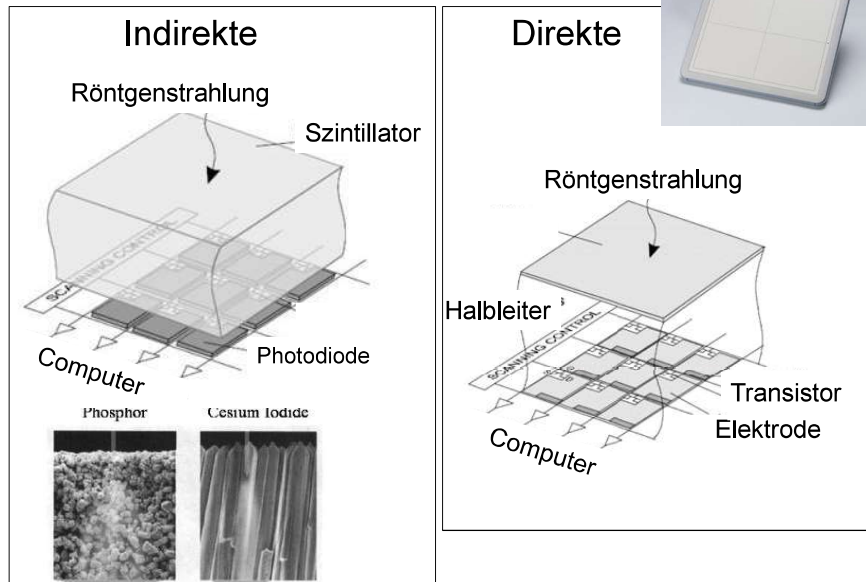 Indirekte
Röntgenstrahlung
Szintillator
SCANNING CONTROL
Photodiode
Computer
Phosphor
Cesium Iodide
Direkte
Röntgenstrahlung
Halbleiter
SCANNING CONTROL
Transistor
Elektrode
Computer